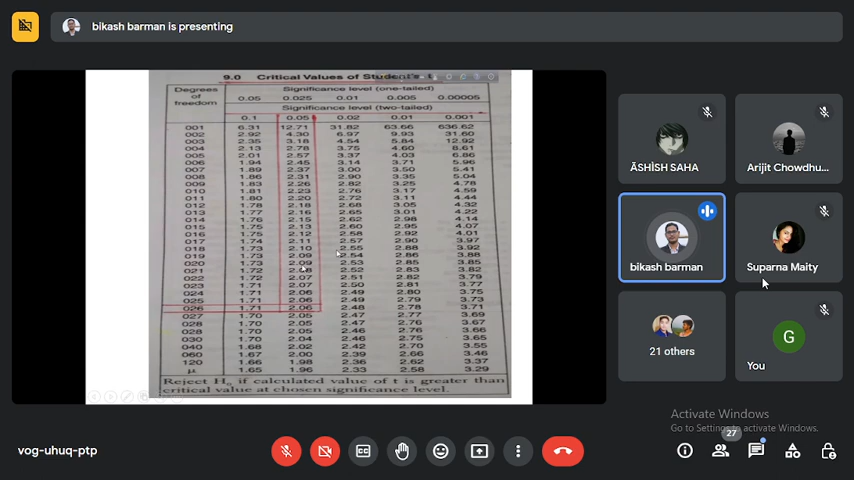 bikash barman is presenting
9.0 Critical Values of Student's t
Degrees of freedom
Significance level (one-tailed)
0.05 0.025 0.01 0.005 0.00005
Significance level (two-tailed)
0.1 0.05 0.02 0.01 0.001
001 6.31 12.71 31.82 63.66 636.62
002 2.92 4.30 6.97 9.93 31.60
003 2.35 3.18 4.54 5.84 12.92
004 2.13 2.78 3.75 4.60 8.61
005 2.01 2.57 3.37 4.03 6.86
006 1.94 2.45 3.14 3.71 5.96
007 1.89 2.37 3.00 3.50 5.41
008 1.86 2.31 2.90 3.35 5.04
009 1.83 2.26 2.82 3.25 4.78
010 1.81 2.23 2.76 3.17 4.59
011 1.80 2.20 2.72 3.11 4.44
012 1.78 2.18 2.68 3.05 4.32
013 1.77 2.16 2.65 3.01 4.22
014 1.76 2.15 2.62 2.98 4.14
015 1.75 2.13 2.60 2.95 4.07
016 1.75 2.12 2.58 2.92 4.01
017 1.74 2.11 2.57 2.90 3.97
018 1.73 2.10 2.55 2.88 3.92
019 1.73 2.09 2.54 2.86 3.88
020 1.73 2.09 2.53 2.85 3.85
021 1.72 2.52 2.83 3.82
022 1.72 2.07 2.51 2.82 3.79
023 1.71 2.07 2.50 2.81 3.77
024 1.71 2.06 2.49 2.80 3.75
025 1.71 2.06 2.49 2.79 3.73
026 1.71 2.06 2.48 2.78 3.71
027 1.70 2.05 2.47 2.77 3.69
028 1.70 2.05 2.47 2.76 3.67
028 1.70 2.05 2.46 2.76 3.66
030 1.70 2.04 2.46 2.75 3.65
040 1.68 2.02 2.42 2.70 3.55
060 1.67 2.00 2.39 2.66 3.46
120 1.66 1.98 2.36 2.62 3.37
μ 1.65 1.96 2.33 2.58 3.29
Reject H if calculated value of t is greater than
critical value at chosen significance level.
ĀSHİSH SAHA
Arijit Chowdhu...
bikash barman
Suparna Maity
21 others
G
You
Activate Windows
Go to Settings to activate Windows.
vog-uhuq-ptp
27